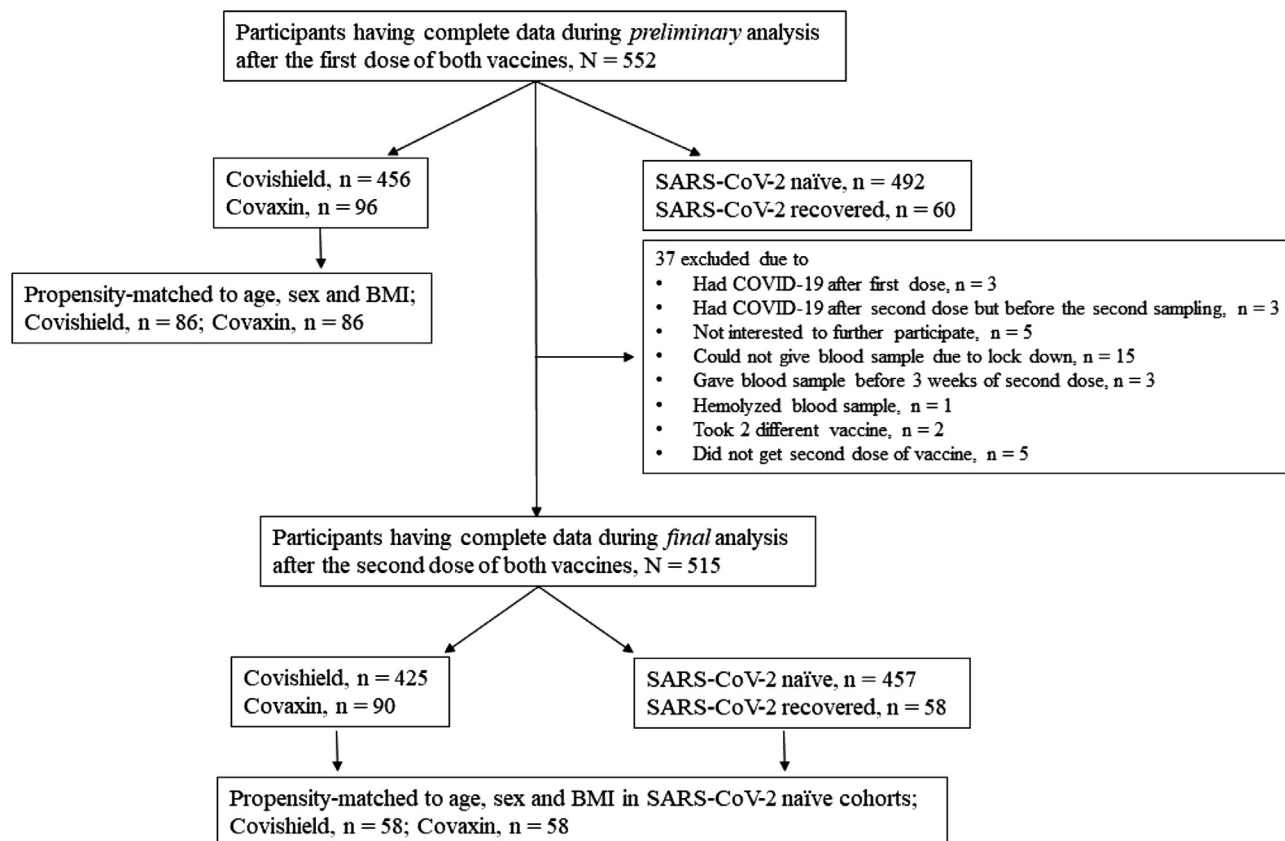 Participants having complete data during preliminary analysis
after the first dose of both vaccines, N = 552
Covishield, n = 456
Covaxin, n = 96
SARS-CoV-2 naïve, n = 492
SARS-CoV-2 recovered, n = 60
Propensity-matched to age, sex and BMI;
Covishield, n = 86; Covaxin, n = 86
37 excluded due to
• Had COVID-19 after first dose, n = 3
• Had COVID-19 after second dose but before the second sampling, n = 3
• Not interested to further participate, n = 5
• Could not give blood sample due to lock down, n = 15
• Gave blood sample before 3 weeks of second dose, n = 3
• Hemolyzed blood sample, n = 1
• Took 2 different vaccine, n = 2
• Did not get second dose of vaccine, n = 5
Participants having complete data during final analysis
after the second dose of both vaccines, N = 515
Covishield, n = 425
Covaxin, n = 90
SARS-CoV-2 naïve, n = 457
SARS-CoV-2 recovered, n = 58
Propensity-matched to age, sex and BMI in SARS-CoV-2 naïve cohorts;
Covishield, n = 58; Covaxin, n = 58